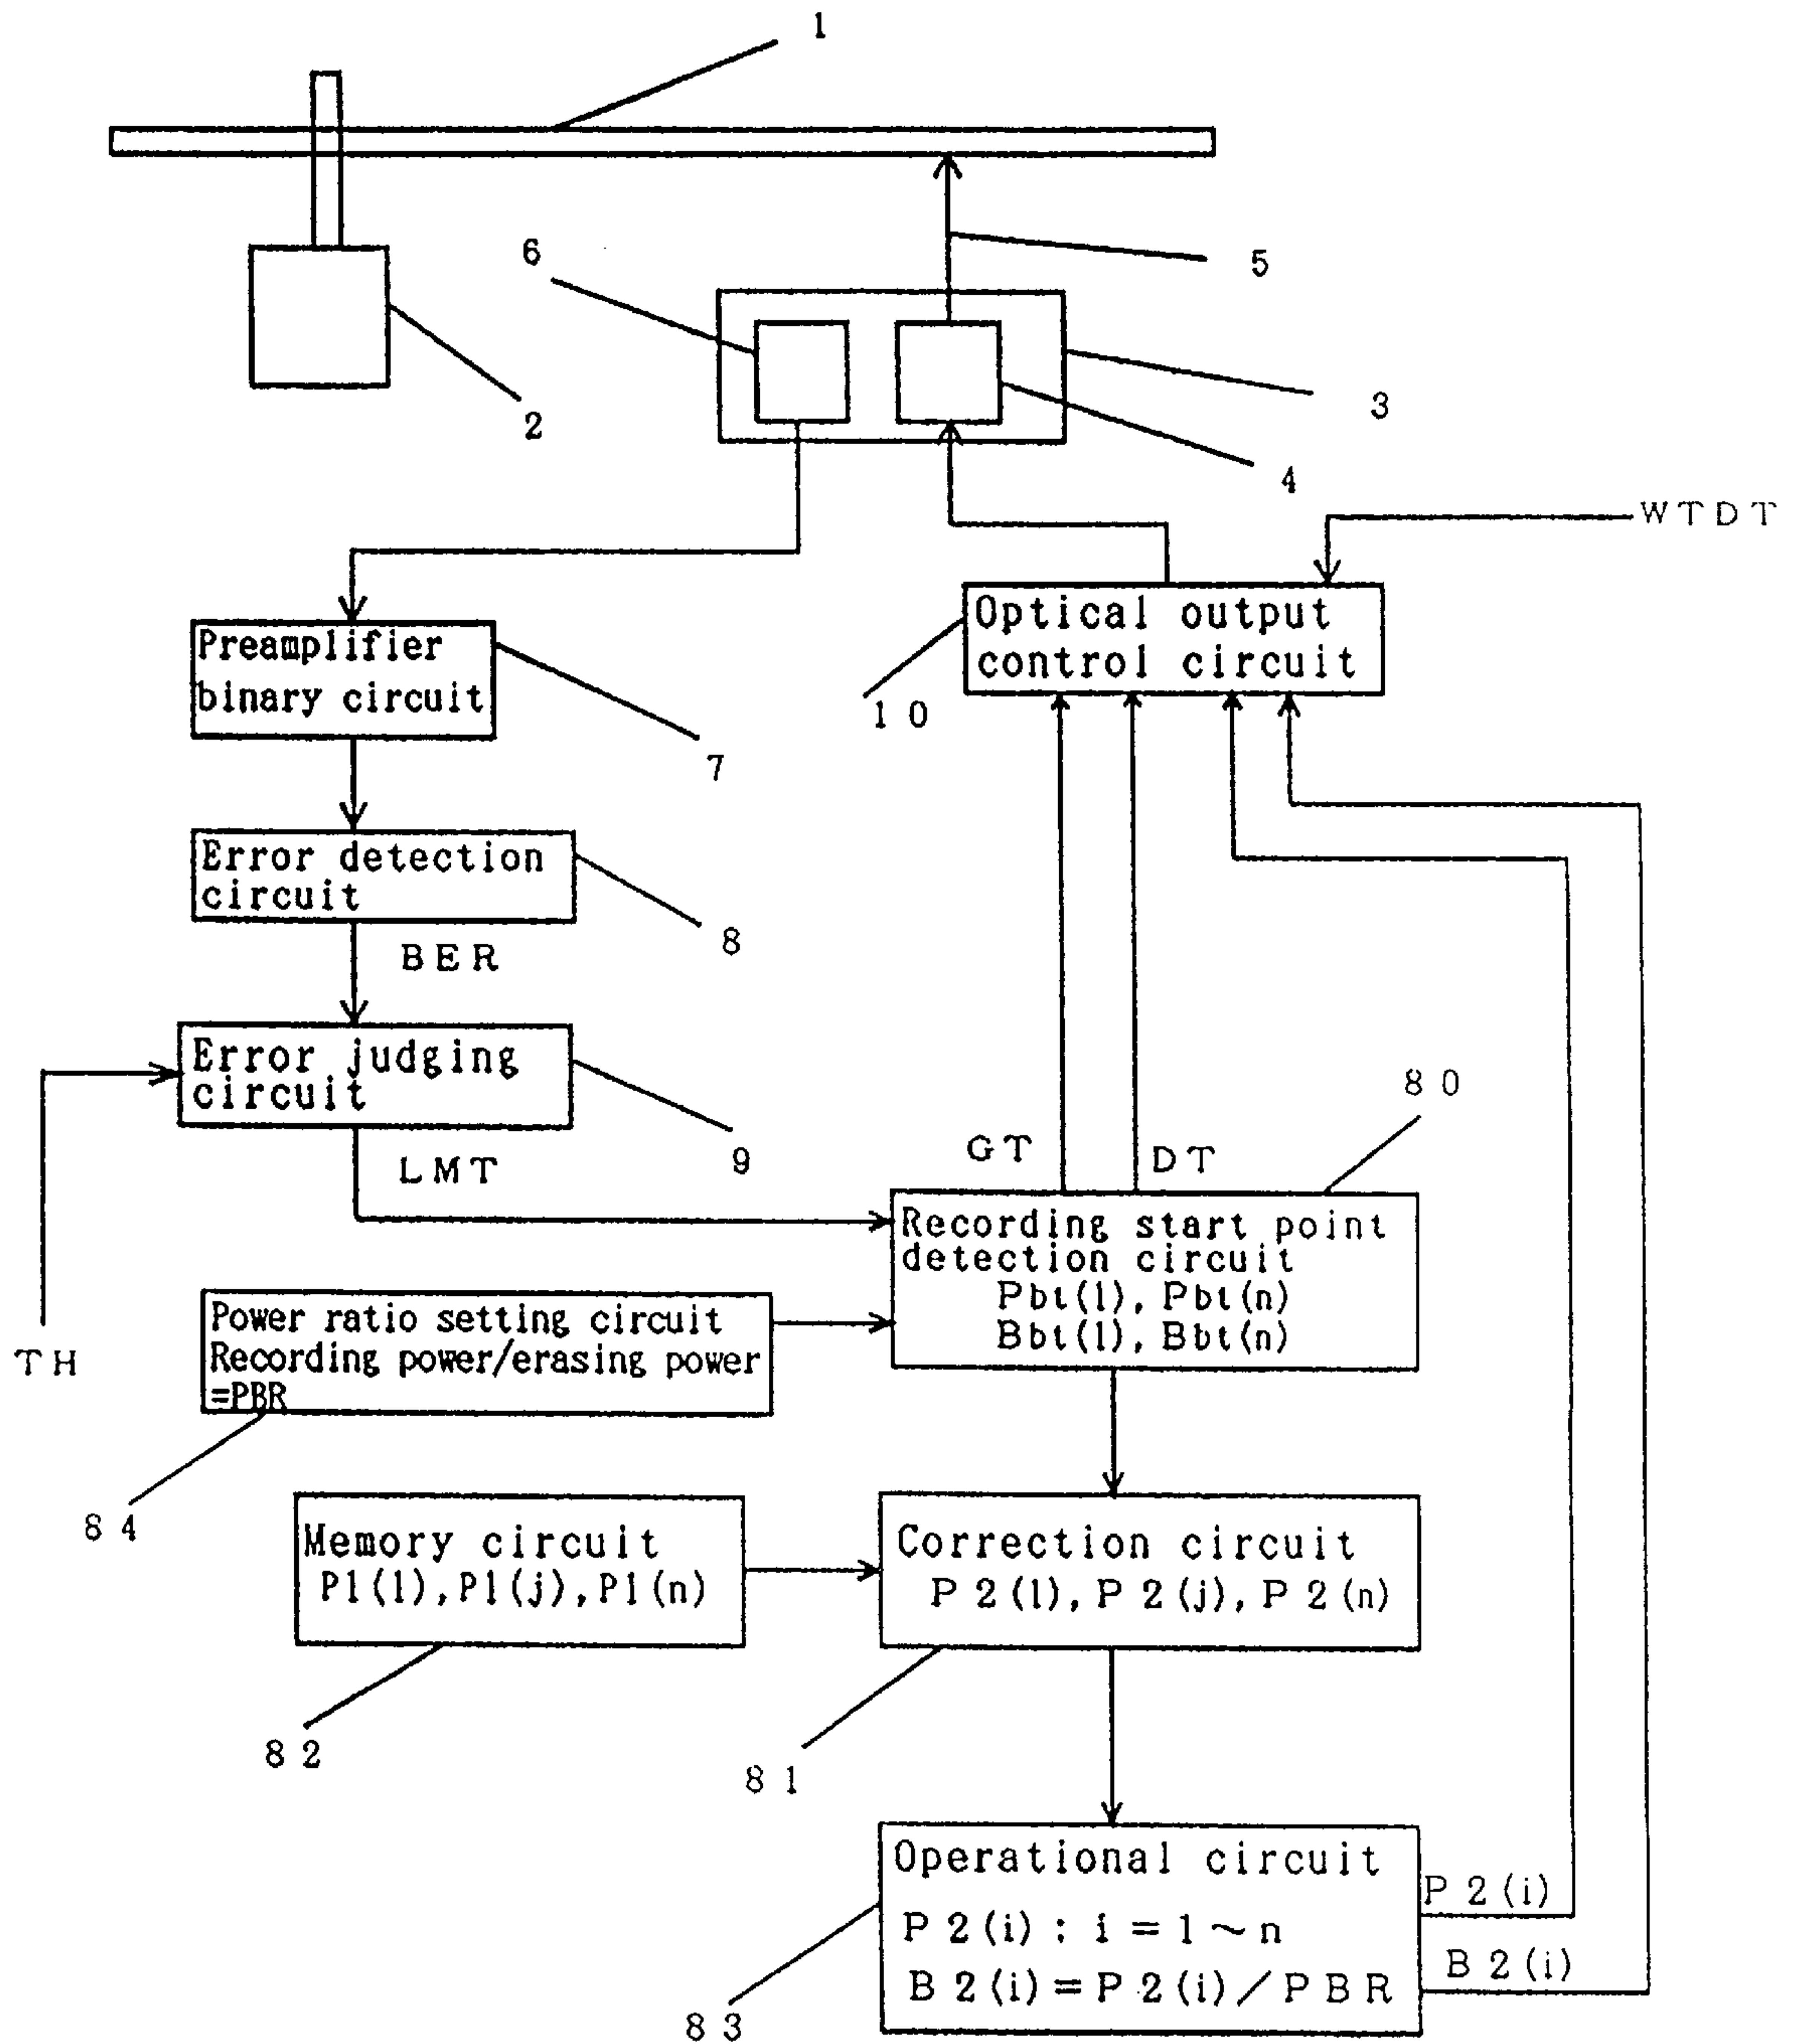 1
6
5
2
3
4
WTDT
Optical output
control circuit
10
Preamplifier
binary circuit
7
Error detection
circuit
8
BER
Error judging
circuit
9
LMT
TH
80
GT
DT
Recording start point
detection circuit
Pbt(1), Pbt(n)
Bbt(1), Bbt(n)
Power ratio setting circuit
Recording power/erasing power
=PBR
84
Memory circuit
P1(1), P1(j), P1(n)
82
Correction circuit
P2(1), P2(j), P2(n)
81
Operational circuit
P2(i) : i = 1 ~ n
B2(i) = P2(i) / PBR
P2(i)
B2(i)
83